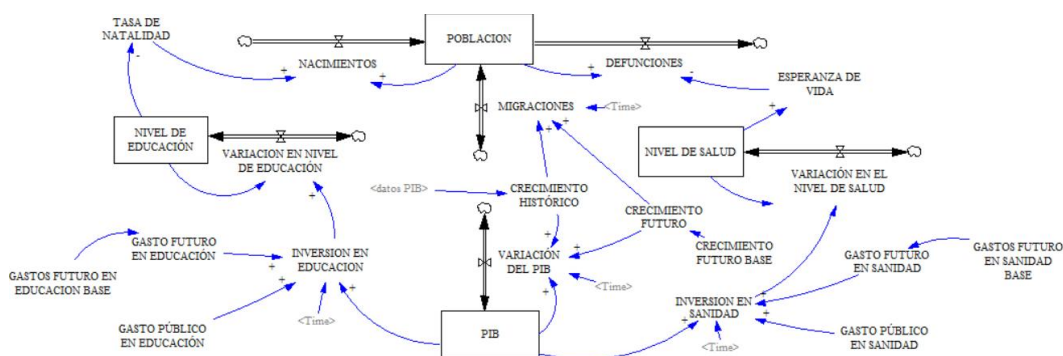 TASA DE
NATALIDAD
POBLACION
NACIMIENTOS
DEFUNCIONES
ESPERANZA DE
VIDA
MIGRACIONES
<Time>
NIVEL DE
EDUCACIÓN
VARIACION EN NIVEL
DE EDUCACIÓN
NIVEL DE SALUD
VARIACIÓN EN EL
NIVEL DE SALUD
<datos PIB>
CRECIMIENTO
HISTÓRICO
CRECIMIENTO
FUTURO
GASTO FUTURO
EN EDUCACIÓN
INVERSION EN
EDUCACION
VARIACIÓN
DEL PIB
CRECIMIENTO
FUTURO BASE
GASTO FUTURO
EN SANIDAD
GASTOS FUTURO
EN SANIDAD
BASE
GASTOS FUTURO EN
EDUCACION BASE
<Time>
INVERSION EN
SANIDAD
GASTO PÚBLICO
EN EDUCACIÓN
<Time>
PIB
<Time>
GASTO PÚBLICO
EN SANIDAD